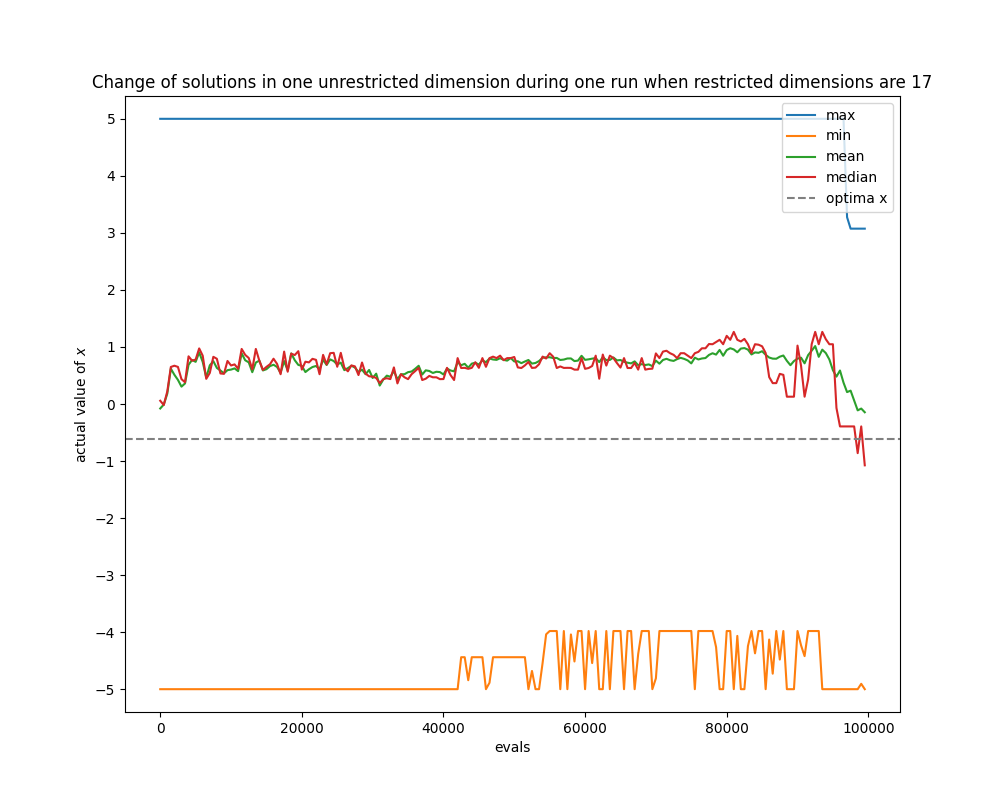 Change of solutions in one unrestricted dimension during one run when restricted dimensions are 17
max
min
mean
median
optima x
5
4
3
2
1
0
−1
−2
−3
−4
−5
actual value of x
0 20000 40000 60000 80000 100000
evals